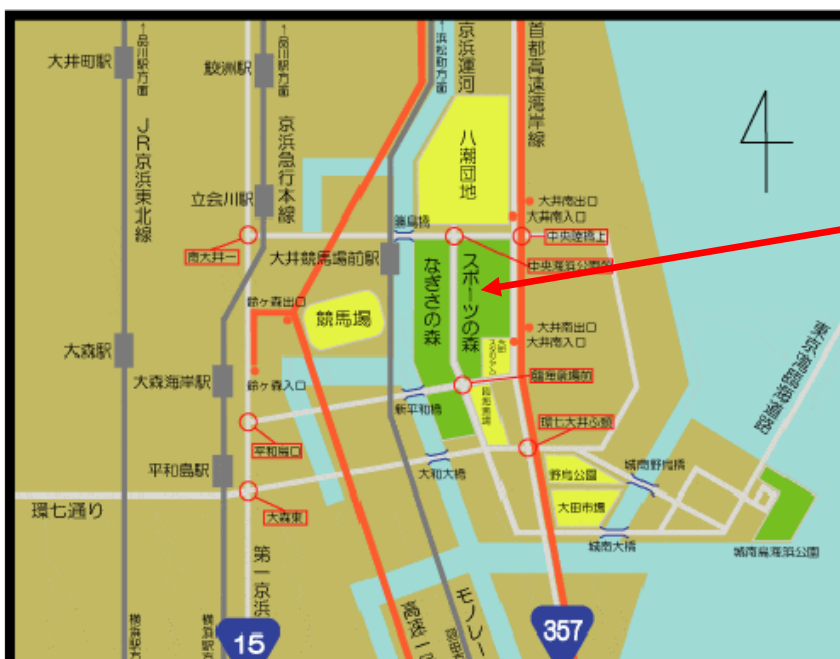 大井町駅
↑品川駅方面
鮫洲駅
↑品川駅方面
←浜松町方面
京浜運河
首都高速湾岸線
JR京浜東北線
京浜急行本線
八潮団地
立会川駅
大井南出口
大井南入口
勝島橋
中央陸橋上
南大井一
大井競馬場前駅
中央海浜公園前
なぎさの森
スポーツの森
鈴ヶ森出口
競馬場
大井南出口
大井南入口
東京湾臨海道路
大森駅
大森海岸駅
鈴ヶ森入口
新平和橋
環七大井ふ頭
平和島口
平和島駅
大和大橋
野鳥公園
城南野鳥橋
大田市場
環七通り
大森東
城南大橋
城南島海浜公園
第一京浜
15
357
モノレー